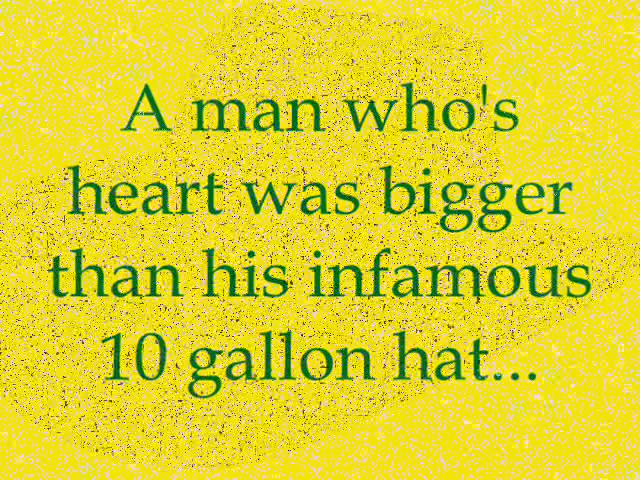 A man who's
heart was bigger
than his infamous
10 gallon hat...